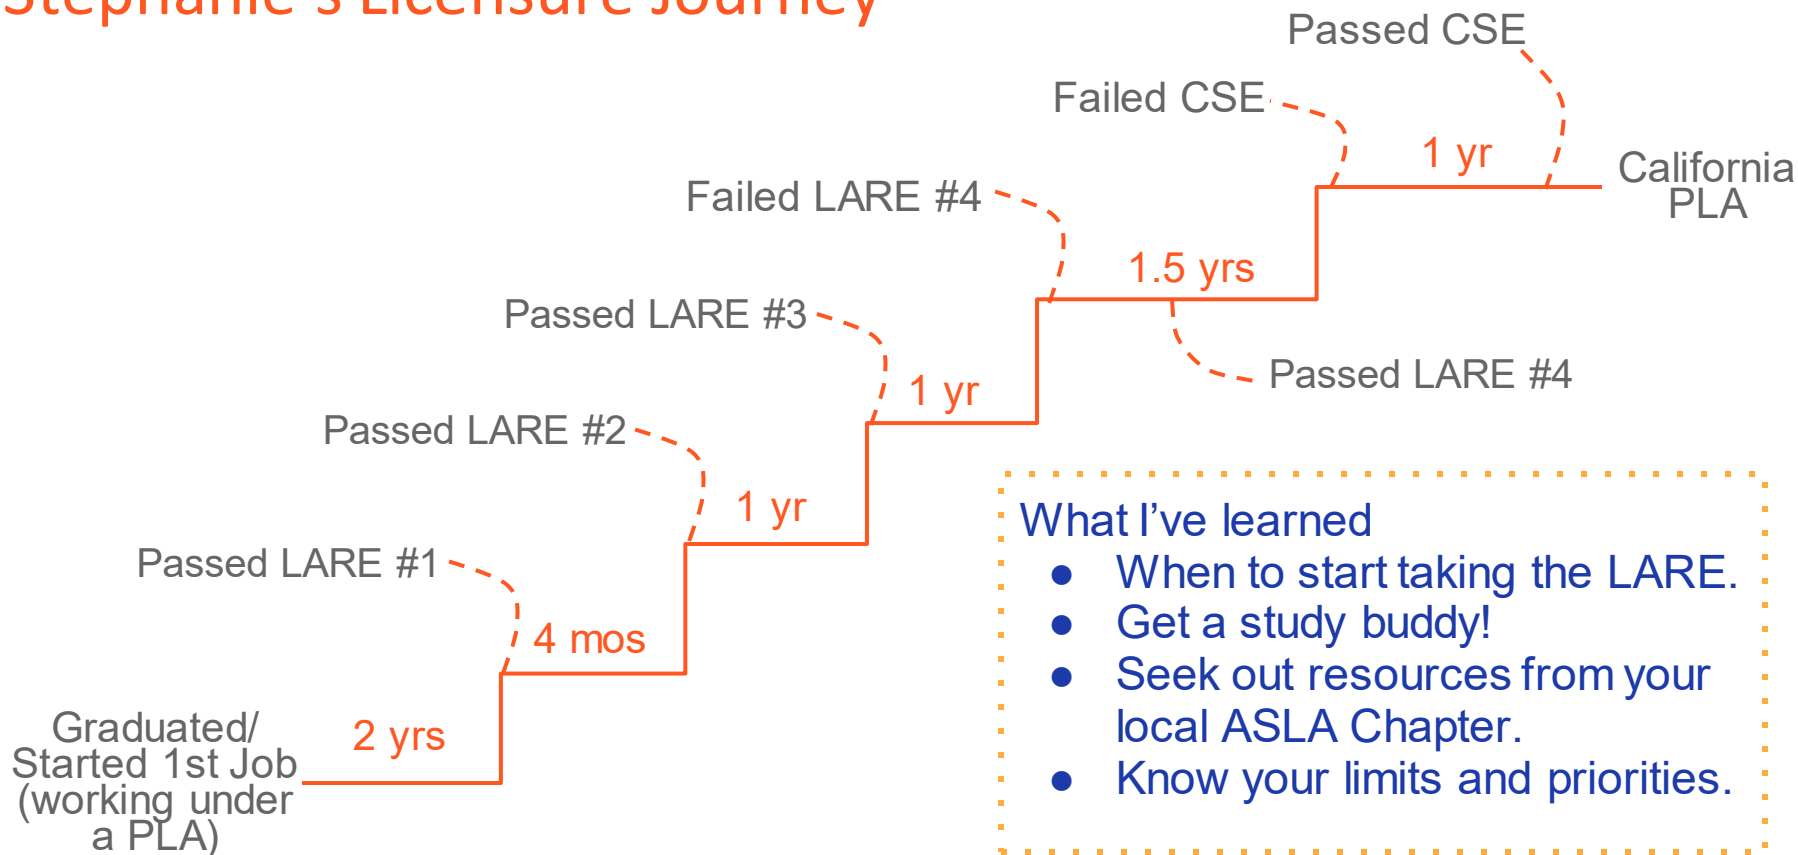 Stephanie's Licensure Journey
Passed CSE
Failed CSE
1 yr
California
PLA
Failed LARE #4
1.5 yrs
Passed LARE #4
Passed LARE #3
1 yr
Passed LARE #2
1 yr
Passed LARE #1
4 mos
Graduated/
Started 1st Job
(working under
a PLA)
2 yrs
What I've learned
● When to start taking the LARE.
● Get a study buddy!
● Seek out resources from your
local ASLA Chapter.
● Know your limits and priorities.